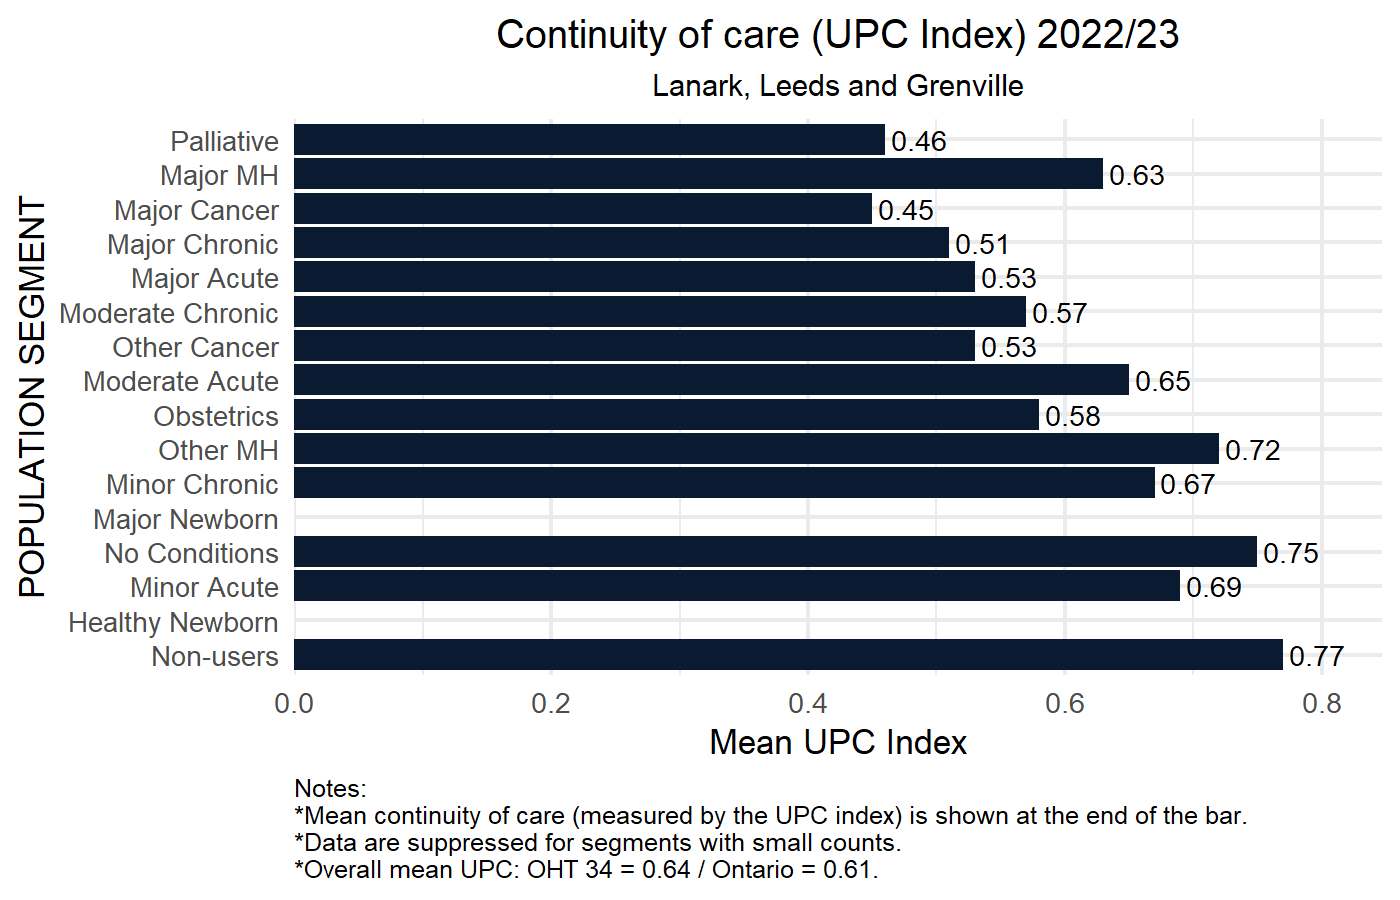 Continuity of care (UPC Index) 2022/23
Lanark, Leeds and Grenville
POPULATION SEGMENT
Palliative 0.46
Major MH 0.63
Major Cancer 0.45
Major Chronic 0.51
Major Acute 0.53
Moderate Chronic 0.57
Other Cancer 0.53
Moderate Acute 0.65
Obstetrics 0.58
Other MH 0.72
Minor Chronic 0.67
Major Newborn
No Conditions 0.75
Minor Acute 0.69
Healthy Newborn
Non-users 0.77
0.0 0.2 0.4 0.6 0.8
Mean UPC Index
Notes:
*Mean continuity of care (measured by the UPC index) is shown at the end of the bar.
*Data are suppressed for segments with small counts.
*Overall mean UPC: OHT 34 = 0.64 / Ontario = 0.61.